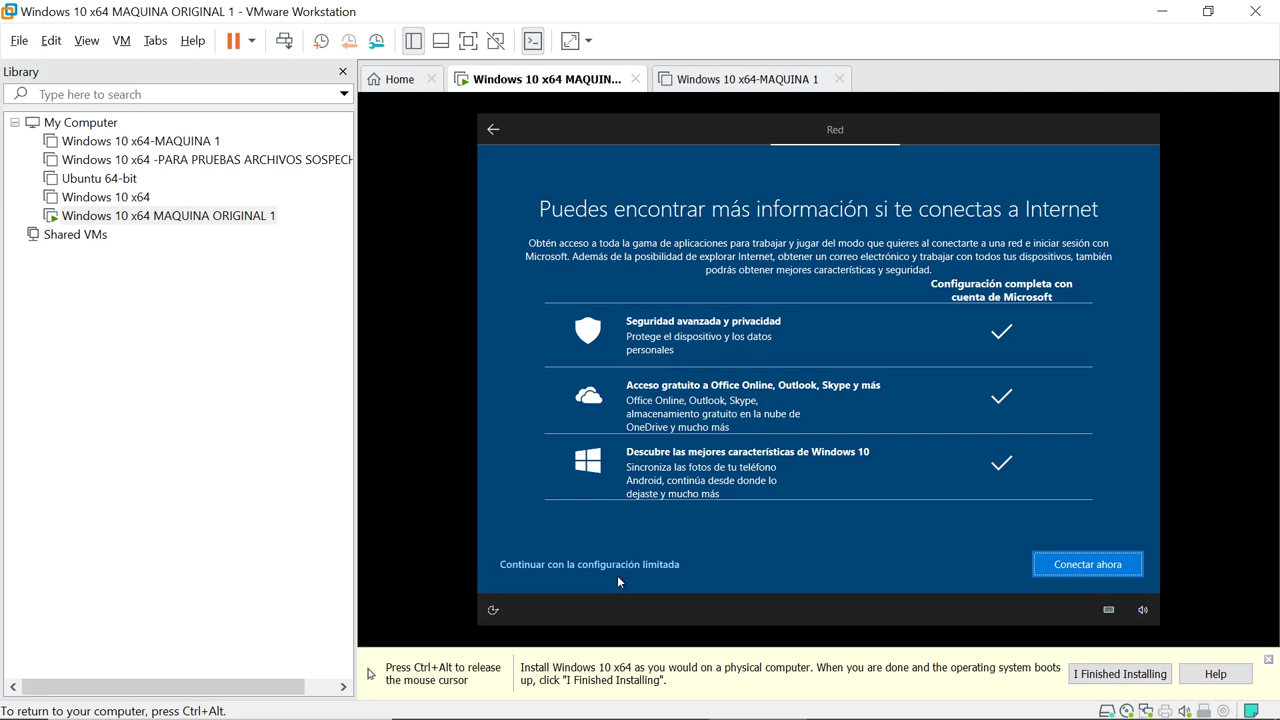 Windows 10 x64 MAQUINA ORIGINAL 1 - VMware Workstation
File Edit View VM Tabs Help
Library
Type here to search
My Computer
Windows 10 x64-MAQUINA 1
Windows 10 x64 -PARA PRUEBAS ARCHIVOS SOSPECH
Ubuntu 64-bit
Windows 10 x64
Windows 10 x64 MAQUINA ORIGINAL 1
Shared VMs
Home
Windows 10 x64 MAQUIN...
Windows 10 x64-MAQUINA 1
Red
Puedes encontrar más información si te conectas a Internet
Obtén acceso a toda la gama de aplicaciones para trabajar y jugar del modo que quieres al conectarte a una red e iniciar sesión con
Microsoft. Además de la posibilidad de explorar Internet, obtener un correo electrónico y trabajar con todos tus dispositivos, también
podrás obtener mejores características y seguridad.
Configuración completa con
cuenta de Microsoft
Seguridad avanzada y privacidad
Protege el dispositivo y los datos
personales
Acceso gratuito a Office Online, Outlook, Skype y más
Office Online, Outlook, Skype,
almacenamiento gratuito en la nube de
OneDrive y mucho más
Descubre las mejores características de Windows 10
Sincroniza las fotos de tu teléfono
Android, continúa desde donde lo
dejaste y mucho más
Continuar con la configuración limitada
Conectar ahora
Press Ctrl+Alt to release
the mouse cursor
Install Windows 10 x64 as you would on a physical computer. When you are done and the operating system boots
up, click "I Finished Installing".
I Finished Installing
Help
To return to your computer, press Ctrl+Alt.